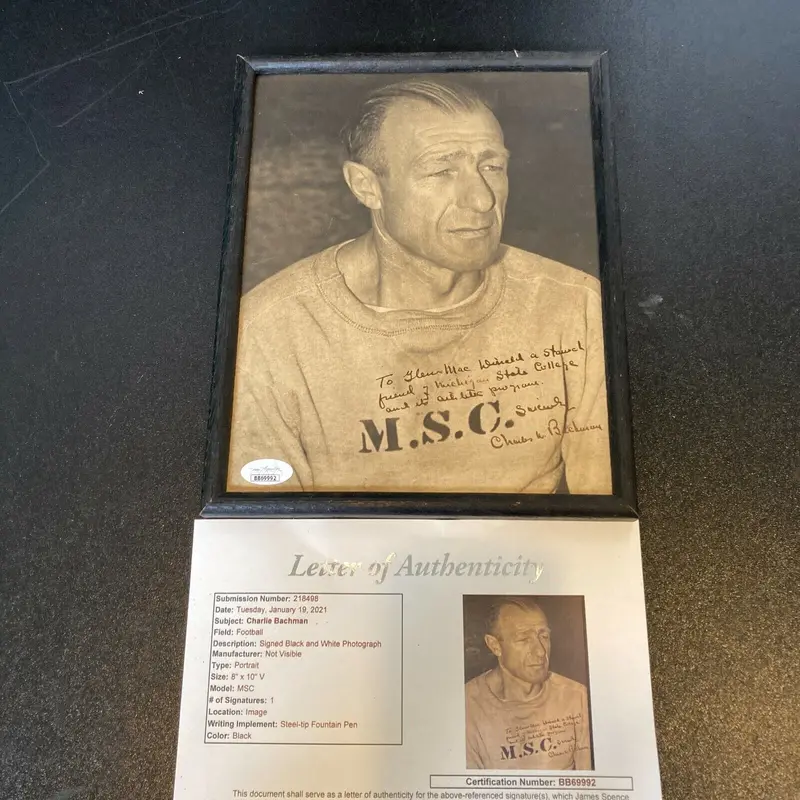 To Glenn Mac Donald a staunch
friend of Michigan State College
and its athletic program.
M.S.C.
Sincerely
Charles W. Bachman
BB69992
Letter of Authenticity
Submission Number: 218498
Date: Tuesday, January 19, 2021
Subject: Charlie Bachman
Field: Football
Description: Signed Black and White Photograph
Manufacturer: Not Visible
Type: Portrait
Size: 8" x 10" V
Model: MSC
# of Signatures: 1
Location: Image
Writing Implement: Steel-tip Fountain Pen
Color: Black
M.S.C.
Certification Number: BB69992
This document shall serve as a letter of authenticity for the above-referenced signature(s), which James Spence